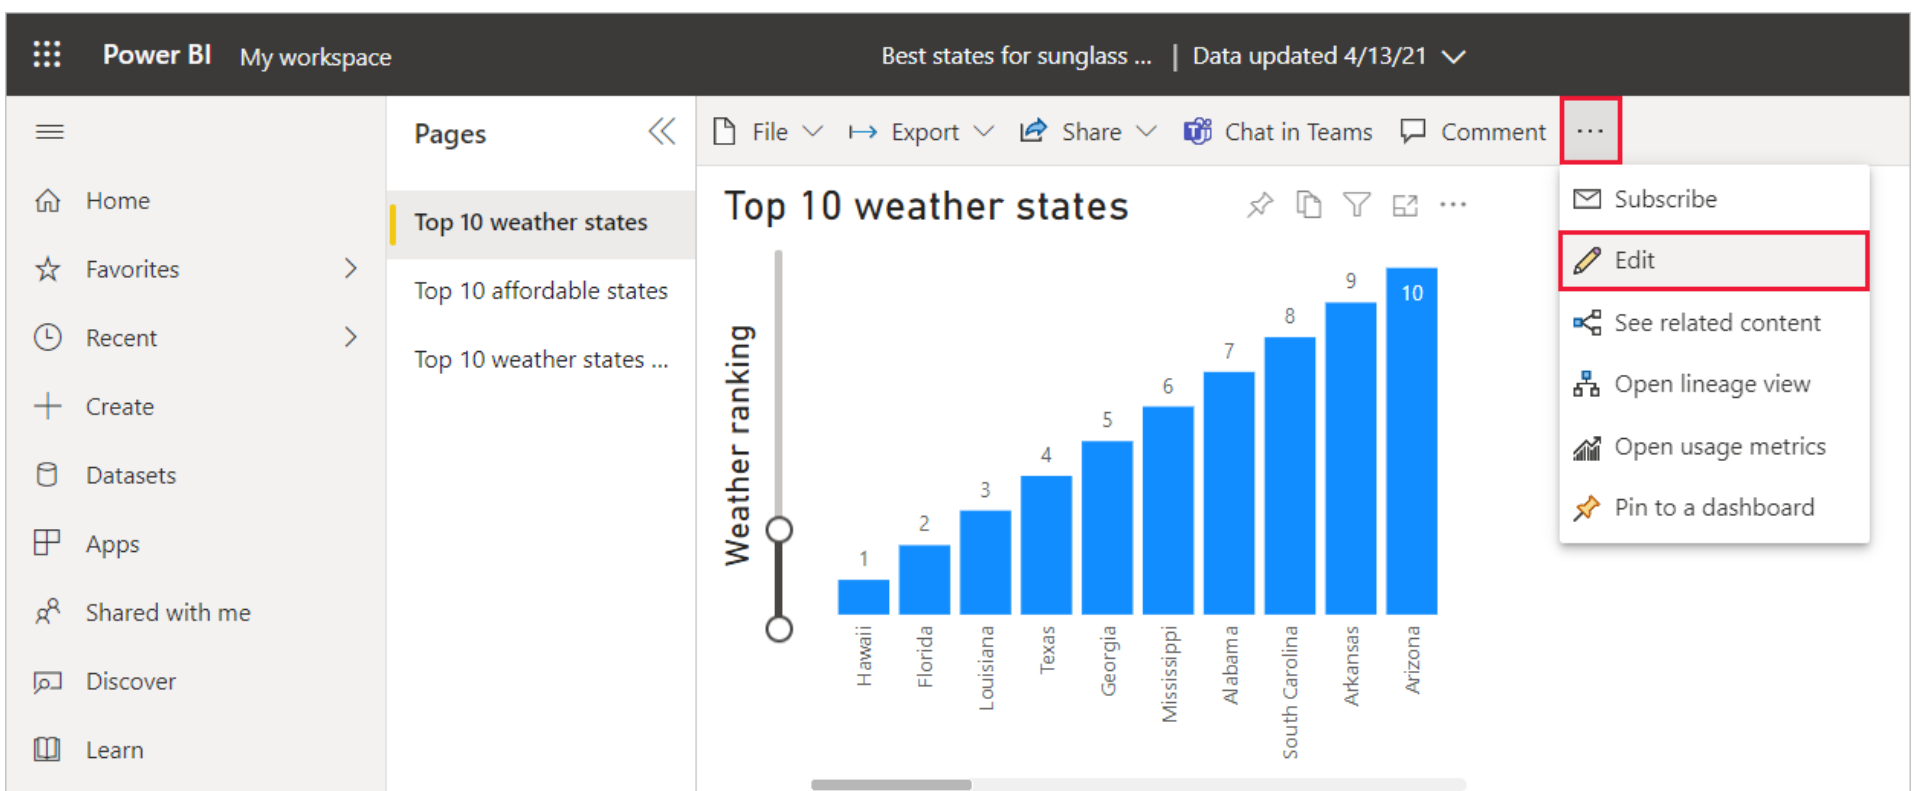 Power BI My workspace Best states for sunglass ... | Data updated 4/13/21
File Export Share Chat in Teams Comment ...
Home
Favorites
Recent
Create
Datasets
Apps
Shared with me
Discover
Learn
Pages
Top 10 weather states
Top 10 affordable states
Top 10 weather states ...
Top 10 weather states
Weather ranking
1
2
3
4
5
6
7
8
9
10
Hawaii
Florida
Louisiana
Texas
Georgia
Mississippi
Alabama
South Carolina
Arkansas
Arizona
Subscribe
Edit
See related content
Open lineage view
Open usage metrics
Pin to a dashboard